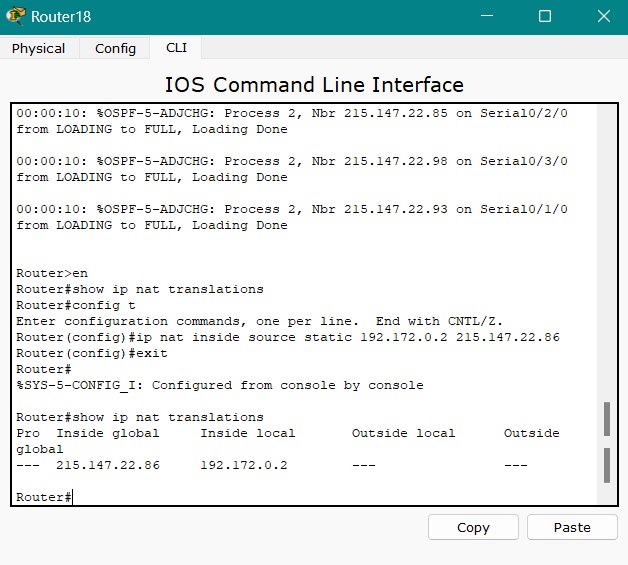 Router18
Physical Config CLI
IOS Command Line Interface
00:00:10: %OSPF-5-ADJCHG: Process 2, Nbr 215.147.22.85 on Serial0/2/0
from LOADING to FULL, Loading Done
00:00:10: %OSPF-5-ADJCHG: Process 2, Nbr 215.147.22.98 on Serial0/3/0
from LOADING to FULL, Loading Done
00:00:10: %OSPF-5-ADJCHG: Process 2, Nbr 215.147.22.93 on Serial0/1/0
from LOADING to FULL, Loading Done
Router>en
Router#show ip nat translations
Router#config t
Enter configuration commands, one per line.  End with CNTL/Z.
Router(config)#ip nat inside source static 192.172.0.2 215.147.22.86
Router(config)#exit
Router#
%SYS-5-CONFIG_I: Configured from console by console
Router#show ip nat translations
Pro  Inside global     Inside local       Outside local      Outside
global
---  215.147.22.86     192.172.0.2        ---                ---
Router#
Copy Paste